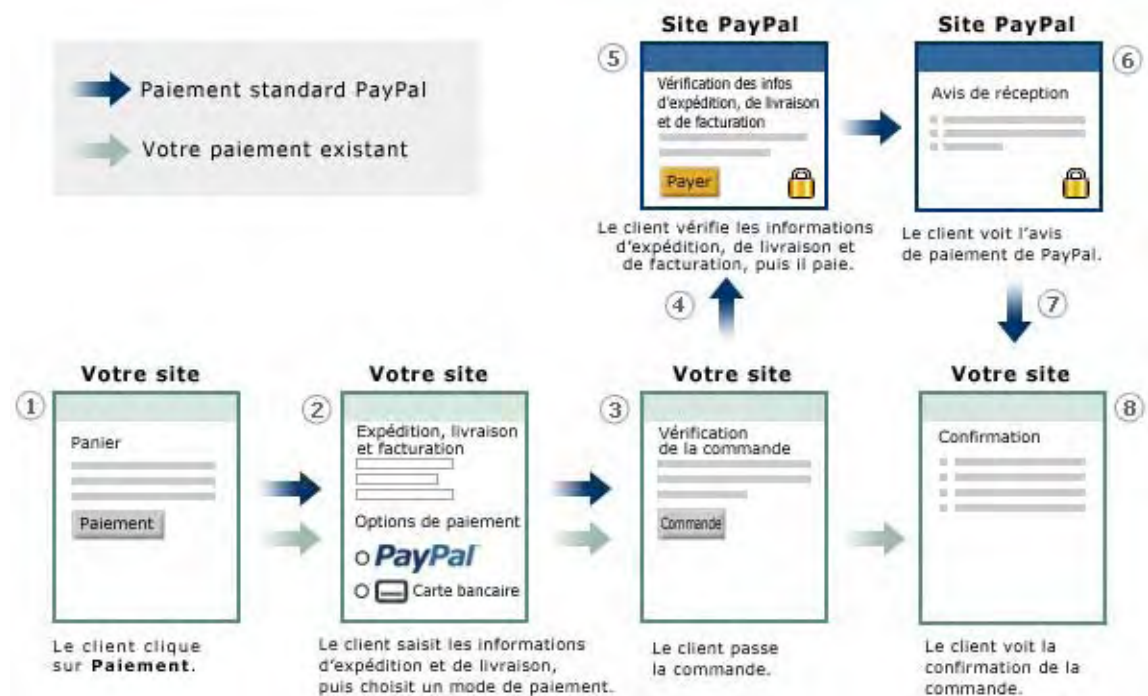 Paiement standard PayPal
Votre paiement existant
Site PayPal
5
Vérification des infos
d'expédition, de livraison
et de facturation
Payer
Le client vérifie les informations
d'expédition, de livraison et
de facturation, puis il paie.
Site PayPal
6
Avis de réception
Le client voit l'avis
de paiement de PayPal.
4
7
Votre site
1
Panier
Paiement
Le client clique
sur Paiement.
Votre site
2
Expédition, livraison
et facturation
Options de paiement
PayPal
Carte bancaire
Le client saisit les informations
d'expédition et de livraison,
puis choisit un mode de paiement.
Votre site
3
Vérification
de la commande
Commande
Le client passe
la commande.
Votre site
8
Confirmation
Le client voit la
confirmation de la
commande.